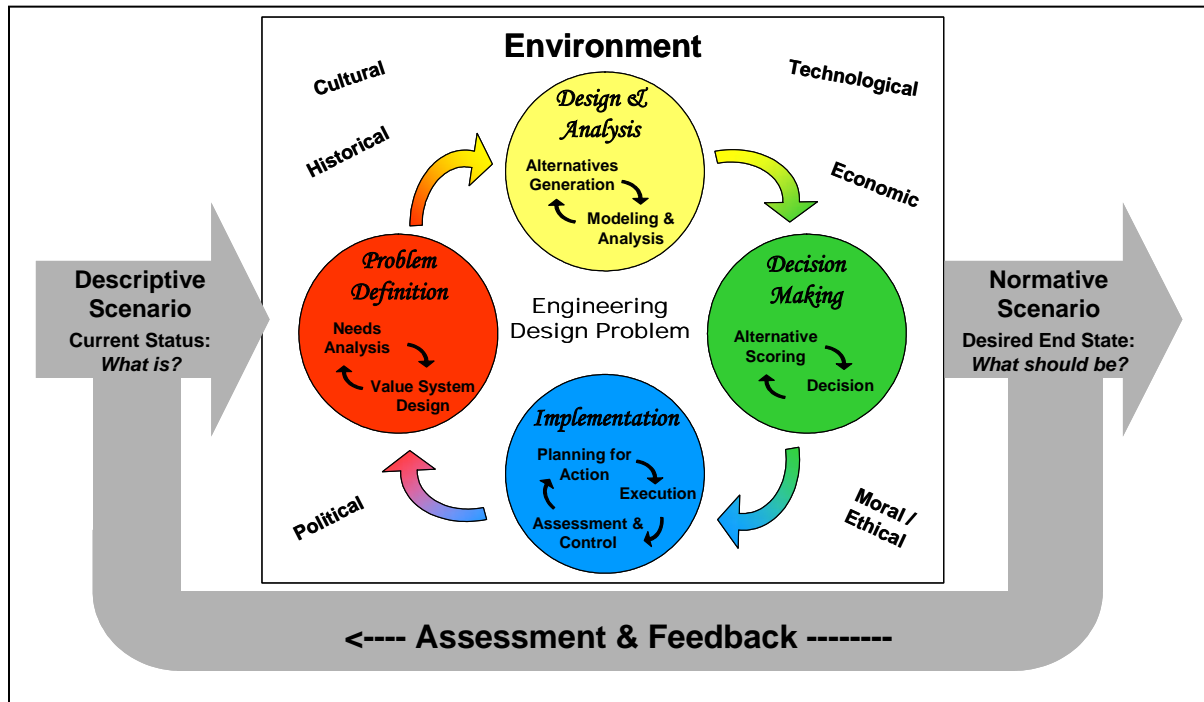 Environment
Cultural
Historical
Technological
Economic
Design &
Analysis
Alternatives
Generation
Modeling &
Analysis
Descriptive
Scenario
Current Status:
What is?
Problem
Definition
Needs
Analysis
Value System
Design
Engineering
Design Problem
Decision
Making
Alternative
Scoring
Decision
Normative
Scenario
Desired End State:
What should be?
Implementation
Planning for
Action
Execution
Assessment &
Control
Political
Moral /
Ethical
<---- Assessment & Feedback --------